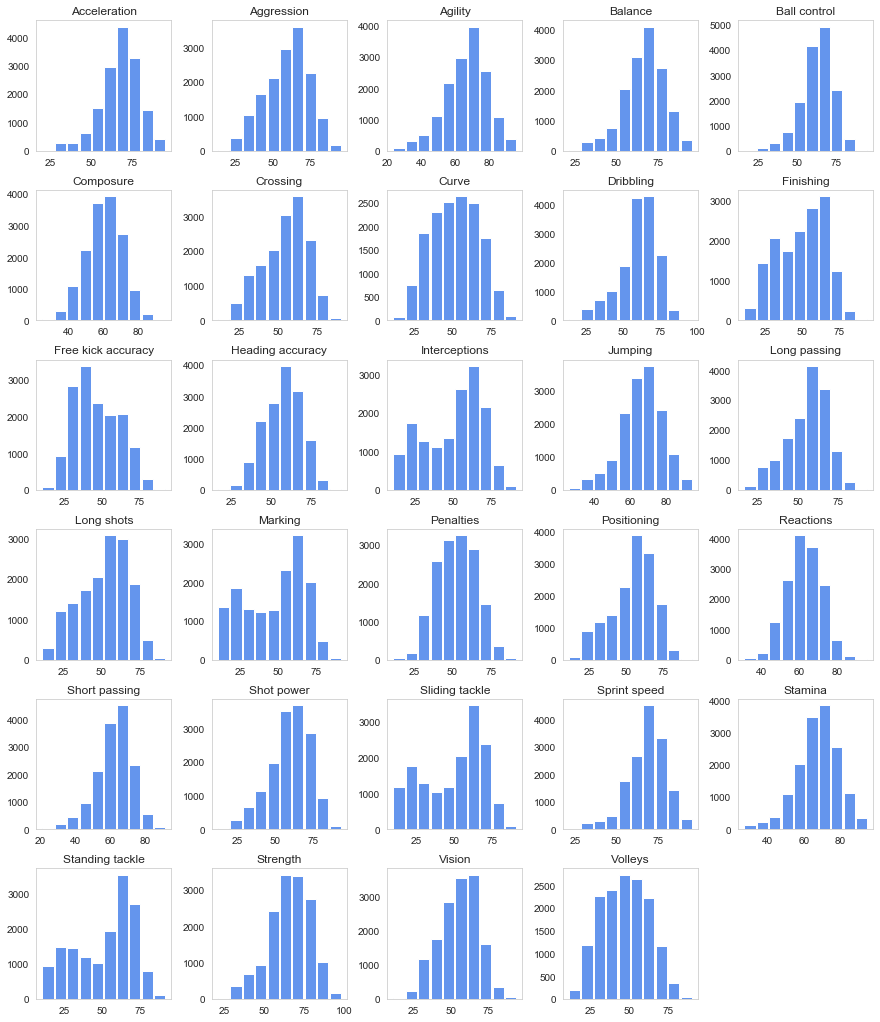 Acceleration
4000
3000
2000
1000
0
25 50 75
Aggression
3000
2000
1000
0
25 50 75
Agility
4000
3000
2000
1000
0
20 40 60 80
Balance
4000
3000
2000
1000
0
25 50 75
Ball control
5000
4000
3000
2000
1000
0
25 50 75
Composure
4000
3000
2000
1000
0
40 60 80
Crossing
3000
2000
1000
0
25 50 75
Curve
2500
2000
1500
1000
500
0
25 50 75
Dribbling
4000
3000
2000
1000
0
25 50 75 100
Finishing
3000
2000
1000
0
25 50 75
Free kick accuracy
3000
2000
1000
0
25 50 75
Heading accuracy
4000
3000
2000
1000
0
25 50 75
Interceptions
3000
2000
1000
0
25 50 75
Jumping
3000
2000
1000
0
40 60 80
Long passing
4000
3000
2000
1000
0
25 50 75
Long shots
3000
2000
1000
0
25 50 75
Marking
3000
2000
1000
0
25 50 75
Penalties
3000
2000
1000
0
25 50 75
Positioning
4000
3000
2000
1000
0
25 50 75
Reactions
4000
3000
2000
1000
0
40 60 80
Short passing
4000
3000
2000
1000
0
20 40 60 80
Shot power
3000
2000
1000
0
25 50 75
Sliding tackle
3000
2000
1000
0
25 50 75
Sprint speed
4000
3000
2000
1000
0
25 50 75
Stamina
4000
3000
2000
1000
0
40 60 80
Standing tackle
3000
2000
1000
0
25 50 75
Strength
3000
2000
1000
0
25 50 75 100
Vision
3000
2000
1000
0
25 50 75
Volleys
2500
2000
1500
1000
500
0
25 50 75